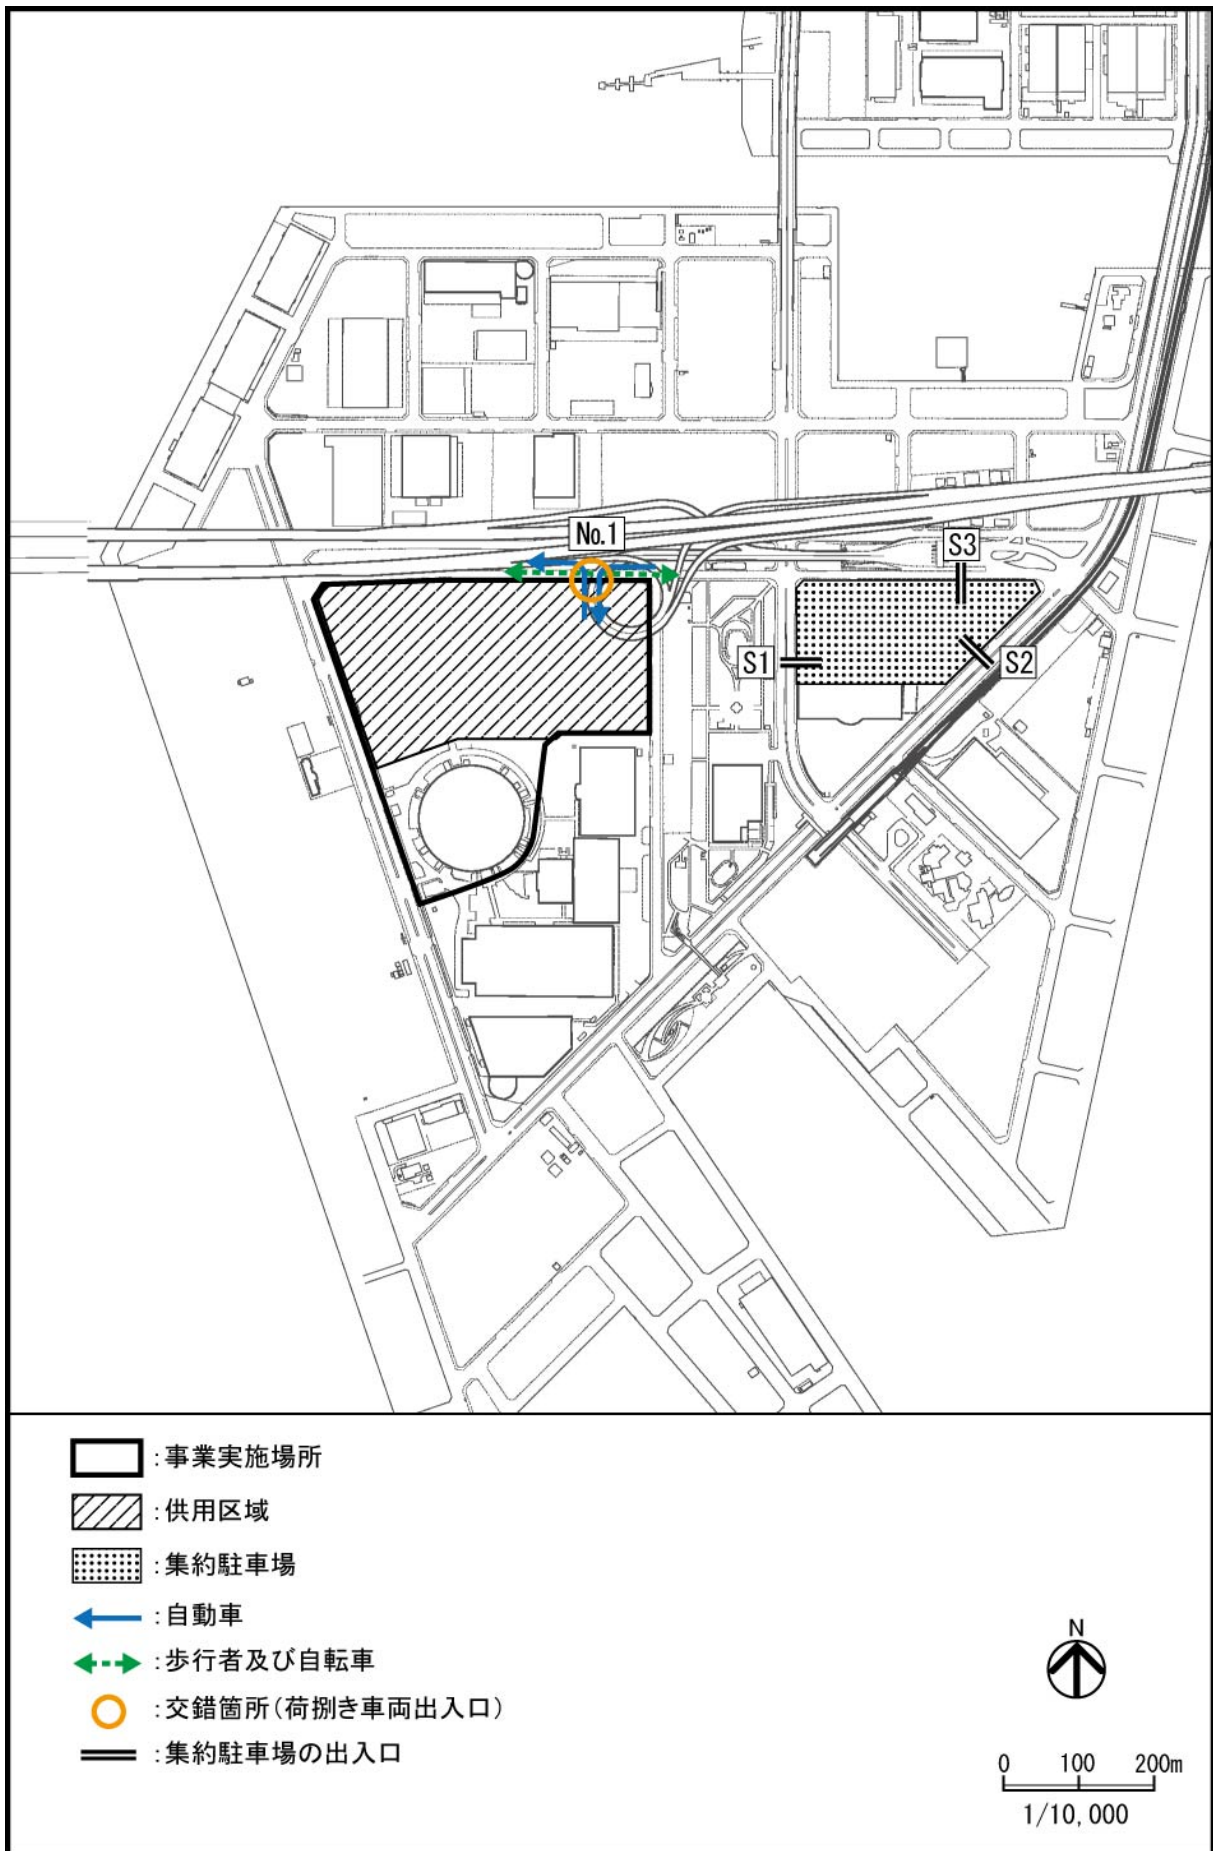 No.1
S3
S1
S2
:事業実施場所
:供用区域
:集約駐車場
:自動車
:歩行者及び自転車
:交錯箇所(荷捌き車両出入口)
:集約駐車場の出入口
N
0 100 200m
1/10,000